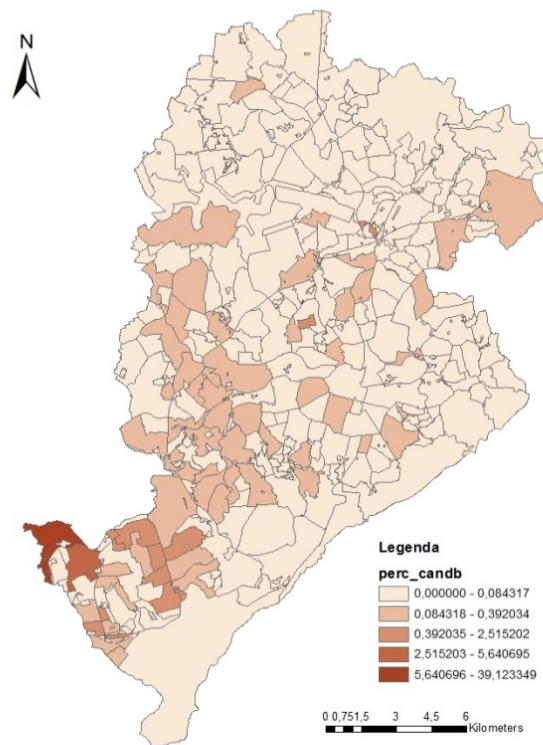 N
Legenda
perc_candb
0,000000 - 0,084317
0,084318 - 0,392034
0,392035 - 2,515202
2,515203 - 5,640695
5,640696 - 39,123349
0 0,751,5 3 4,5 6
Kilometers